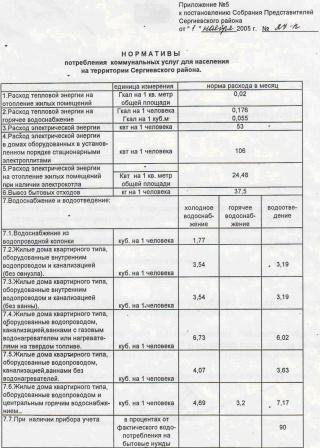 Приложение №5
к постановлению Собрания Представителей
Сергиевского района
от "1" ноября 2005 г. № 24-п
НОРМАТИВЫ
потребления коммунальных услуг для населения
на территории Сергиевского района.
единица измерения норма расхода в месяц
1.Расход тепловой энергии на Гкал на 1 кв. метр 0,02
отопление жилых помещений общей площади
2.Расход тепловой энергии на Гкал на 1 человека 0,176
горячее водоснабжение Гкал на 1 куб.м 0,055
3.Расход электрической энергии квт на 1 человека 53
4.Расход электрической энергии
в домах оборудованных в установ-
ленном порядке стационарными квт на 1 человека 106
электроплитами
5.Расход электрической энергии
на отопление жилых помещений Квт на 1 кв. метр 24,48
при наличии электрокотла общей площади
6.Вывоз бытовых отходов кг на 1 человека 37,5
7.Водоснабжение и водоотведение:
холодное горячее водоотве-
водоснаб- водоснаб- дение
жение жение
7.1.Водоснабжение из
водопроводной колонки куб. на 1 человека 1,77
7.2.Жилые дома квартирного типа,
оборудованные внутренним
водопроводом и канализацией 3,54 3,19
(без санузла). куб. на 1 человека
7.3.Жилые дома квартирного типа,
оборудованные внутренним
водопроводом и канализацией 3,54 3,19
(без ванны). куб. на 1 человека
7.4.Жилые дома квартирного типа,
оборудованные водопроводом,
канализацией,ваннами с газовым
водонагревателем или нагревате- 6,73 6,02
лями на твердом топливе. куб. на 1 человека
7.5.Жилые дома квартирного типа,
оборудованные водопроводом,
канализацией,ваннами без 4,07 3,63
водонагревателей. куб. на 1 человека
7.6.Жилые дома квартирного типа,
оборудованные водопроводом и
центральным горячим водоснабже- куб. на 1 человека 4,69 3,2 7,17
нием..
7.7.При наличии прибора учета в процентах от
фактического водо- 90
потребления на
бытовые нужды